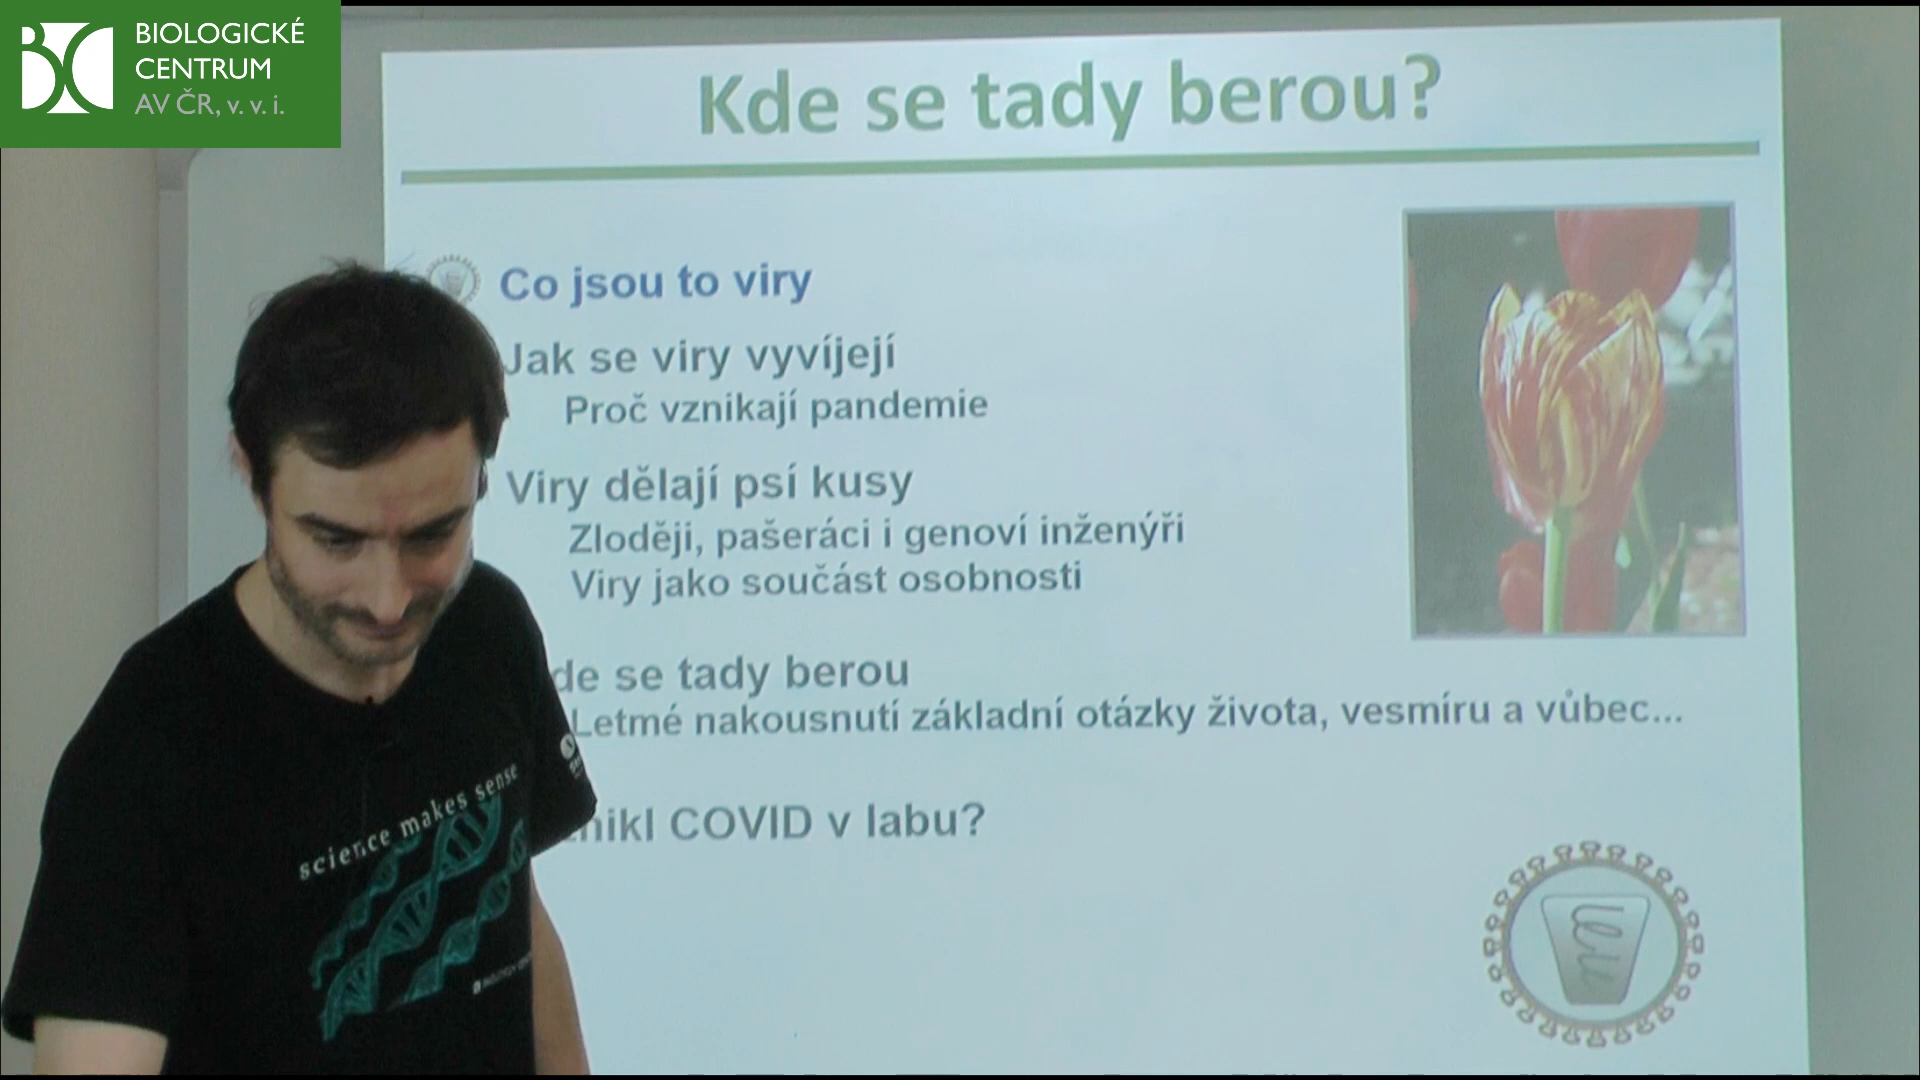 BIOLOGICKÉ
CENTRUM
AV ČR, v. v. i.
Kde se tady berou?
Co jsou to viry
Jak se viry vyvíjejí
Proč vznikají pandemie
Viry dělají psí kusy
Zloději, pašeráci i genoví inženýři
Viry jako součást osobnosti
de se tady berou
Letmé nakousnutí základní otázky života, vesmíru a vůbec...
nikl COVID v labu?
science makes sense